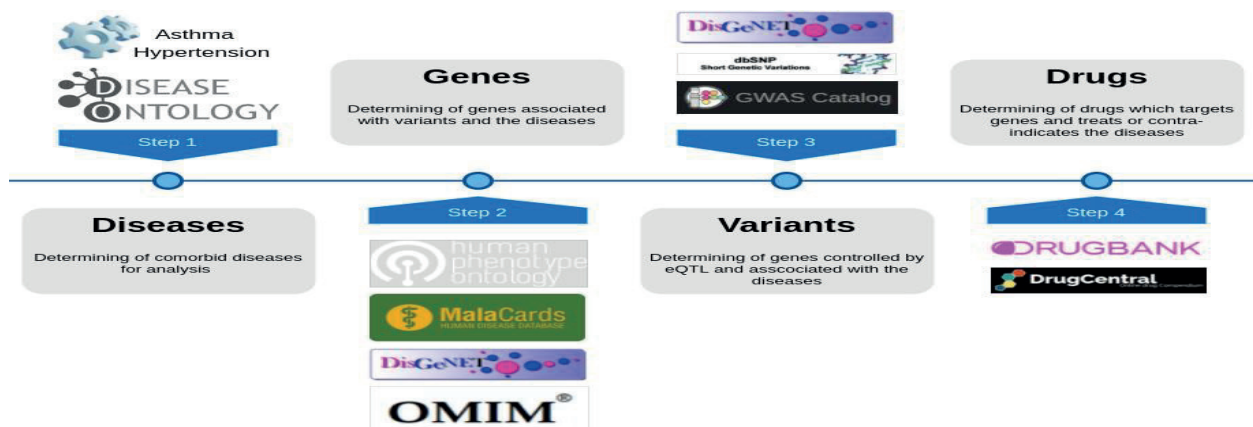 Asthma
Hypertension
DISEASE
ONTOLOGY
Step 1
Diseases
Determining of comorbid diseases
for analysis
Genes
Determining of genes associated
with variants and the diseases
Step 2
human
phenotype
ontology
MalaCards
HUMAN DISEASE DATABASE
DisGeNET
OMIM®
DisGeNET
dbSNP
Short Genetic Variations
GWAS Catalog
Step 3
Variants
Determining of genes controlled by
eQTL and asscociated with the
diseases
Drugs
Determining of drugs which targets
genes and treats or contra-
indicates the diseases
Step 4
DRUGBANK
DrugCentral
Online Drug Compendium